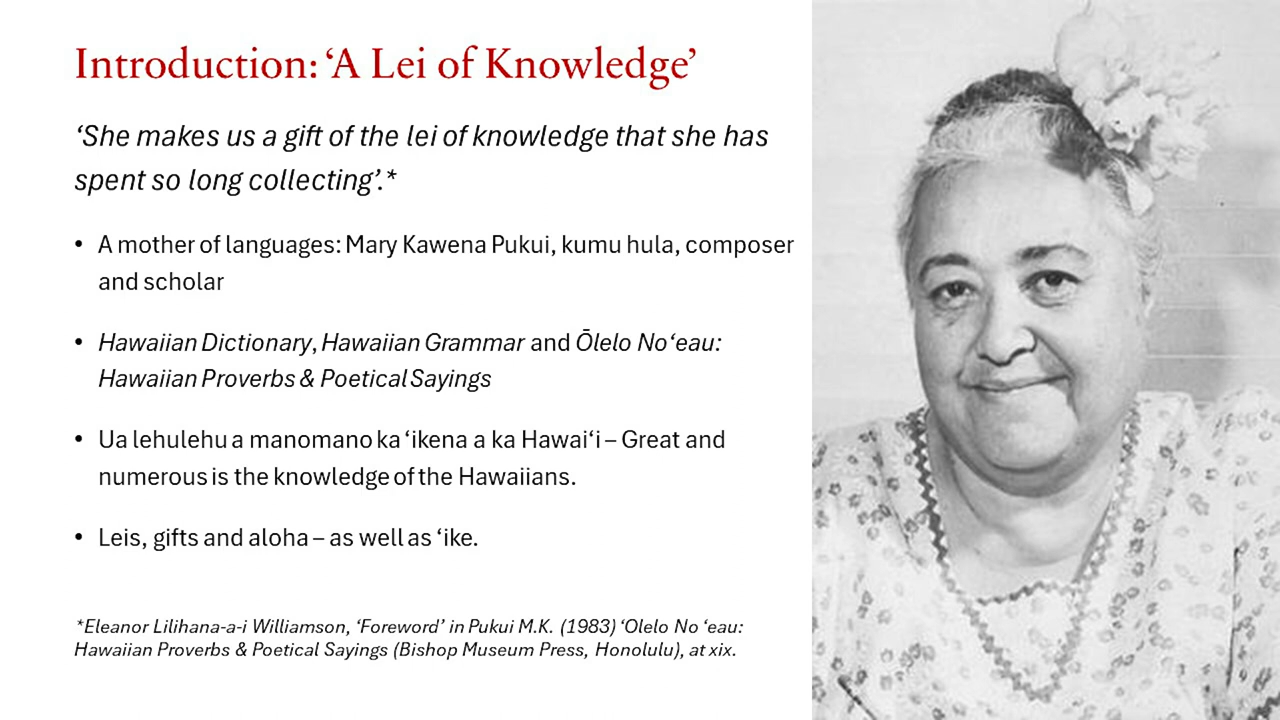 Introduction: ‘A Lei of Knowledge’
‘She makes us a gift of the lei of knowledge that she has
spent so long collecting’.*
• A mother of languages: Mary Kawena Pukui, kumu hula, composer
and scholar
• Hawaiian Dictionary, Hawaiian Grammar and Ōlelo No‘eau:
Hawaiian Proverbs & Poetical Sayings
• Ua lehulehu a manomano ka ‘ikena a ka Hawai‘i – Great and
numerous is the knowledge of the Hawaiians.
• Leis, gifts and aloha – as well as ‘ike.
*Eleanor Lilihana-a-i Williamson, ‘Foreword’ in Pukui M.K. (1983) ‘Olelo No ‘eau:
Hawaiian Proverbs & Poetical Sayings (Bishop Museum Press, Honolulu), at xix.